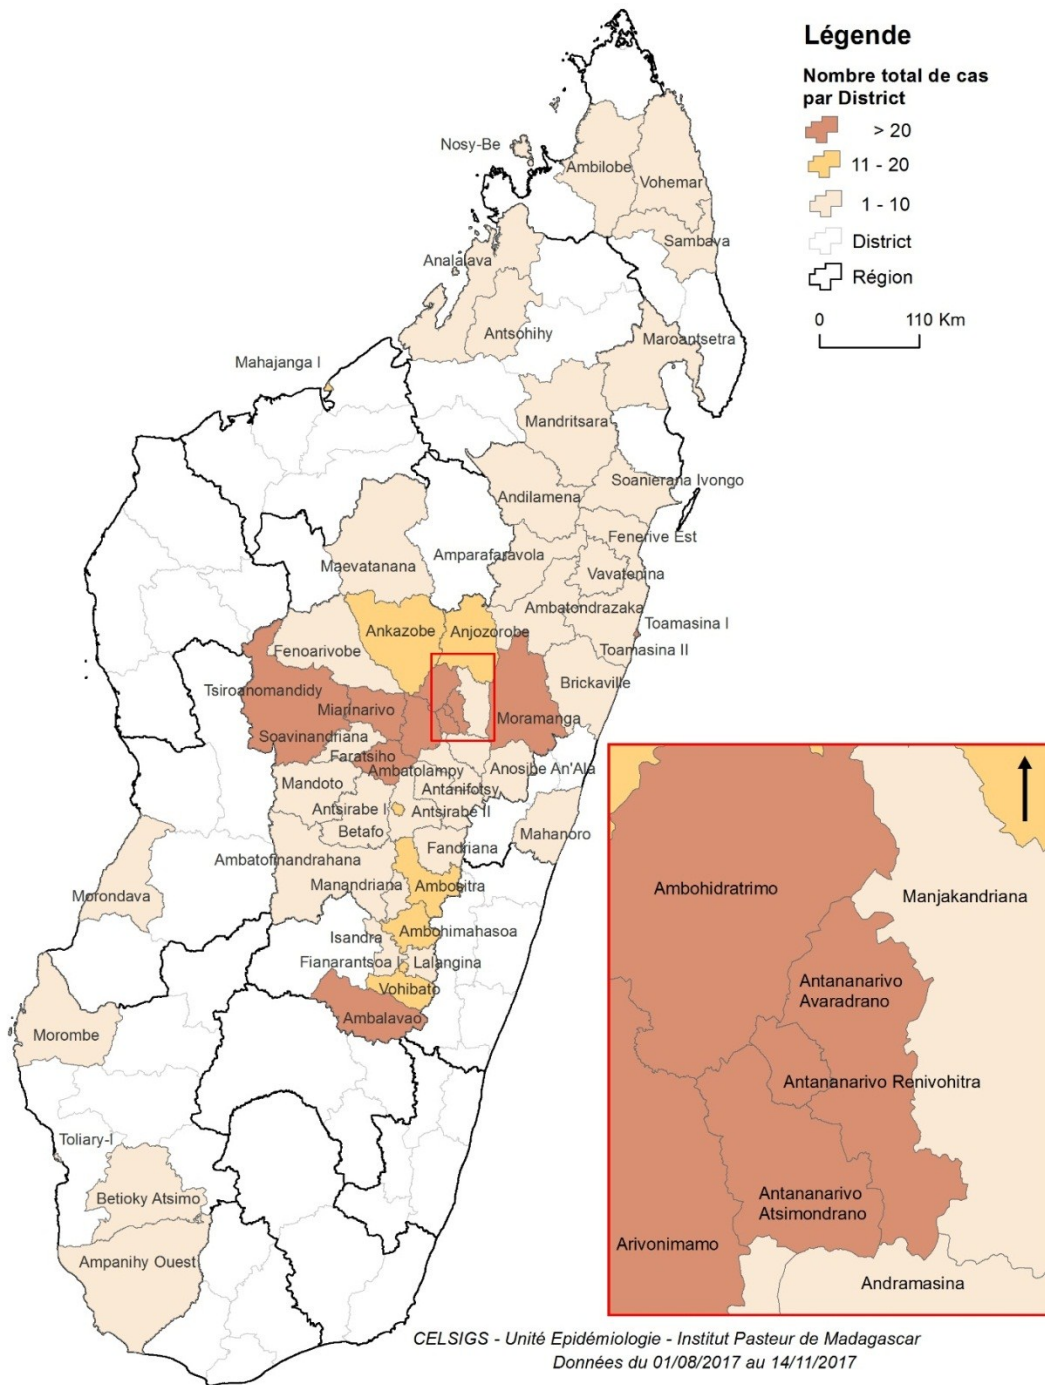 Légende
Nombre total de cas
par District
> 20
11 - 20
1 - 10
District
Région
0 110 Km
Nosy-Be
Ambilobe
Vohemar
Sambava
Analalava
Antsohihy
Maroantsetra
Mahajanga I
Mandritsara
Soanierana Ivongo
Andilamena
Fenerive Est
Amparafaravola
Maevatanana
Vavatenina
Ambatondrazaka
Toamasina I
Ankazobe
Anjozorobe
Toamasina II
Fenoarivobe
Brickaville
Tsiroanomandidy
Miarinarivo
Moramanga
Soavinandriana
Faratsiho
Ambatolampy
Anosibe An'Ala
Mandoto
Antanifotsy
Antsirabe I
Antsirabe II
Betafo
Mahanoro
Fandriana
Ambatofinandrahana
Manandriana
Ambositra
Morondava
Ambohimahasoa
Isandra
Fianarantsoa I
Lalangina
Vohibato
Ambalavao
Morombe
Toliary-I
Betioky Atsimo
Ampanihy Ouest
Ambohidratrimo
Manjakandriana
Antananarivo
Avaradrano
Antananarivo Renivohitra
Antananarivo
Atsimondrano
Arivonimamo
Andramasina
CELSIGS - Unité Epidémiologie - Institut Pasteur de Madagascar
Données du 01/08/2017 au 14/11/2017